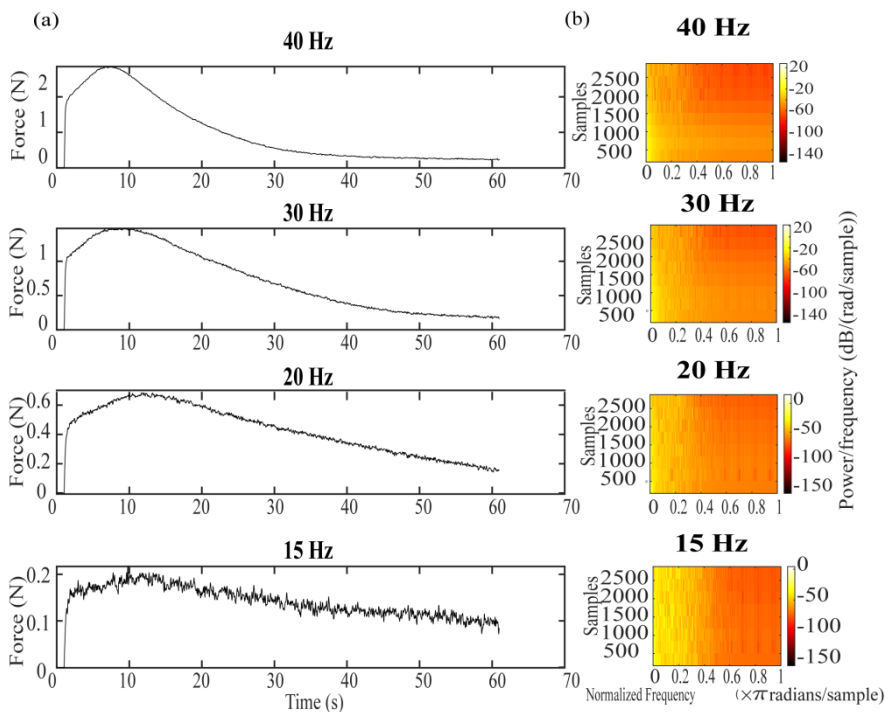 (a)
40 Hz
Force (N)
2
1
0
0 10 20 30 40 50 60 70
30 Hz
Force (N)
1
0.5
0
0 10 20 30 40 50 60 70
20 Hz
Force (N)
0.6
0.4
0.2
0
0 10 20 30 40 50 60 70
15 Hz
Force (N)
0.2
0.1
0
0 10 20 30 40 50 60 70
Time (s)
(b)
40 Hz
Samples
2500
2000
1500
1000
500
0 0.2 0.4 0.6 0.8 1
20
-20
-60
-100
-140
30 Hz
Samples
2500
2000
1500
1000
500
0 0.2 0.4 0.6 0.8 1
20
-20
-60
-100
-140
20 Hz
Samples
2500
2000
1500
1000
500
0 0.2 0.4 0.6 0.8 1
0
-50
-100
-150
15 Hz
Samples
2500
2000
1500
1000
500
0 0.2 0.4 0.6 0.8 1
0
-50
-100
-150
Normalized Frequency (×π radians/sample)
Power/frequency (dB/(rad/sample))